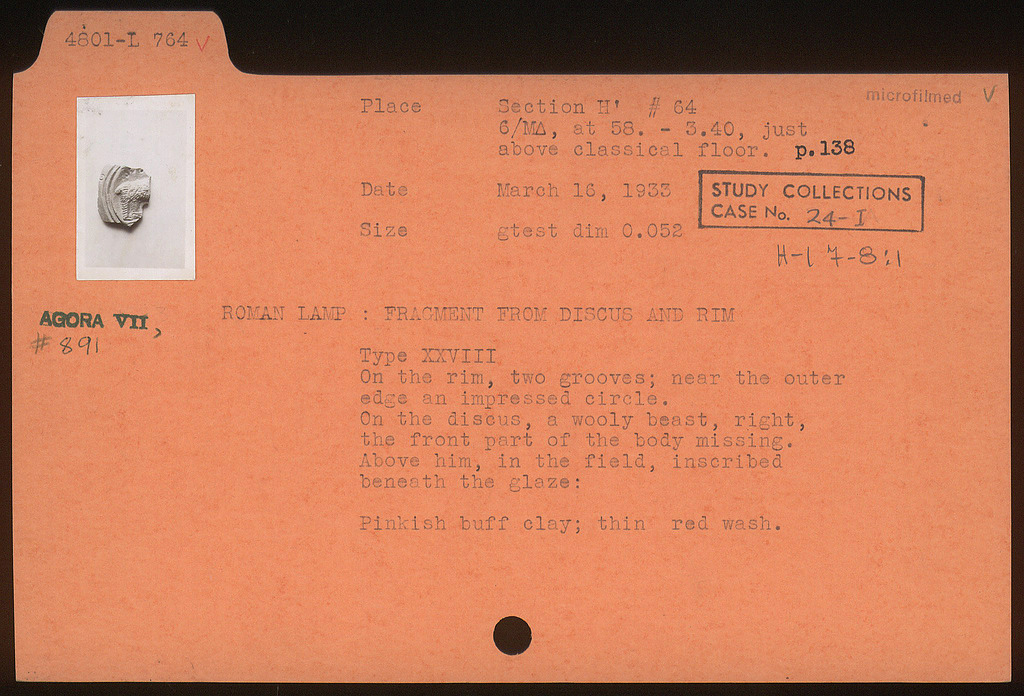 4801-L 764 V
microfilmed V
Place Section H' # 64
6/ΜΔ, at 58. - 3.40, just
above classical floor. p.138
Date March 16, 1933
STUDY COLLECTIONS
CASE No. 24-I
Size gtest dim 0.052
H-I 7-8:1
AGORA VII,
# 891
ROMAN LAMP : FRAGMENT FROM DISCUS AND RIM
Type XXVIII
On the rim, two grooves; near the outer
edge an impressed circle.
On the discus, a wooly beast, right,
the front part of the body missing.
Above him, in the field, inscribed
beneath the glaze:
Pinkish buff clay; thin red wash.